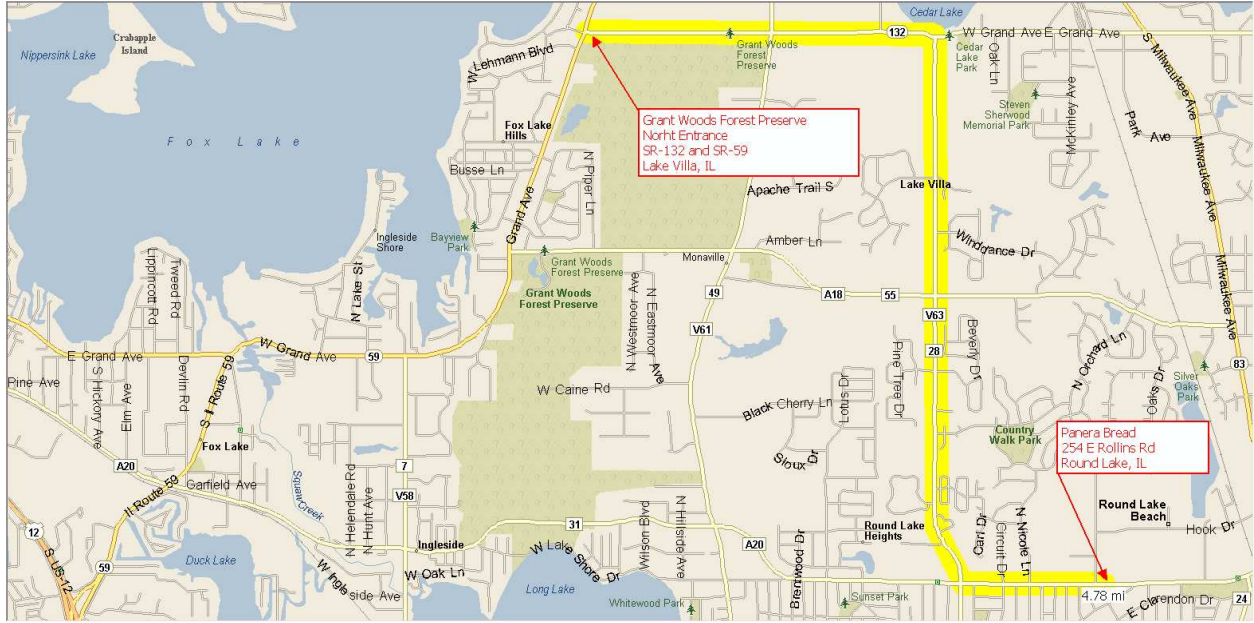 Cedar Lake
Crabapple
Island
Nippersink Lake
132
W Grand Ave
E Grand Ave
Grant Woods
Forest
Preserve
Cedar
Lake
Park
Oak Ln
S Milwaukee Ave
W Lehmann Blvd
Steven
Sherwood
Memorial Park
McKinley Ave
Park Ave
Milwaukee Ave
Grant Woods Forest Preserve
Norht Entrance
SR-132 and SR-59
Lake Villa, IL
Fox Lake
Fox Lake
Hills
N Piper Ln
Busse Ln
Apache Trail S
Lake Villa
Grand Ave
Bayview
Park
Ingleside
Shore
Amber Ln
Windance Dr
Monaville
Grant Woods
Forest Preserve
Grant Woods
Forest Preserve
Milwaukee Ave
Lippincott Rd
Tweed Rd
N Lake St
N Westmoor Ave
N Eastmoor Ave
49
A18
55
V63
V61
W Grand Ave
59
E Grand Ave
28
Beverly Dr
N Orchard Ln
83
Pine Ave
S Hickory Ave
Elm Ave
Devlin Rd
S Il Route 59
W Caine Rd
Pine Tree Dr
Louis Dr
Oaks Dr
Silver
Oaks
Park
Black Cherry Ln
Sioux Dr
Country
Walk Park
Panera Bread
254 E Rollins Rd
Round Lake, IL
Fox Lake
A20
7
V58
Garfield Ave
Il Route 59
Squaw Creek
N Helendale Rd
N Hunt Ave
31
Wilson Blvd
N Hillside Ave
A20
Round Lake
Heights
Carl Dr
Circuit Dr
N Nicole Ln
Round Lake
Beach
Hook Dr
12
S US-12
59
Duck Lake
Ingleside
W Ingleside Ave
W Oak Ln
W Lake Shore Dr
Long Lake
Brentwood Dr
Whitewood Park
Sunset Park
4.78 mi
E Clarendon Dr
24